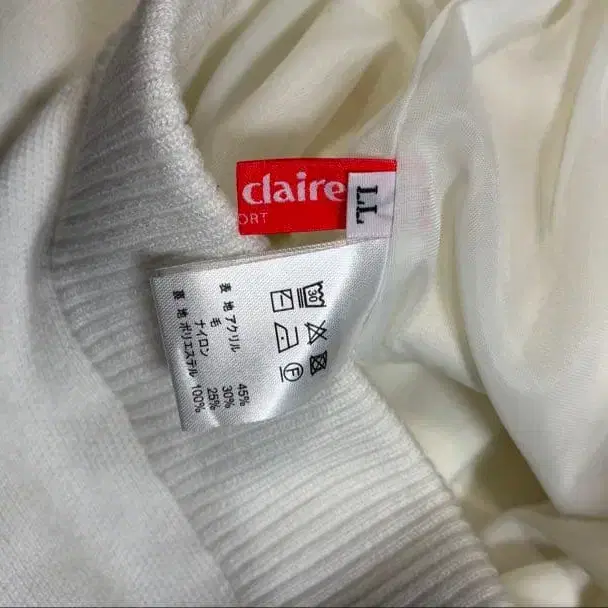 claire
ORT
LL
30
F
表 地 アクリル 45%
毛 30%
ナイロン 25%
裏 地 ポリエステル 100%